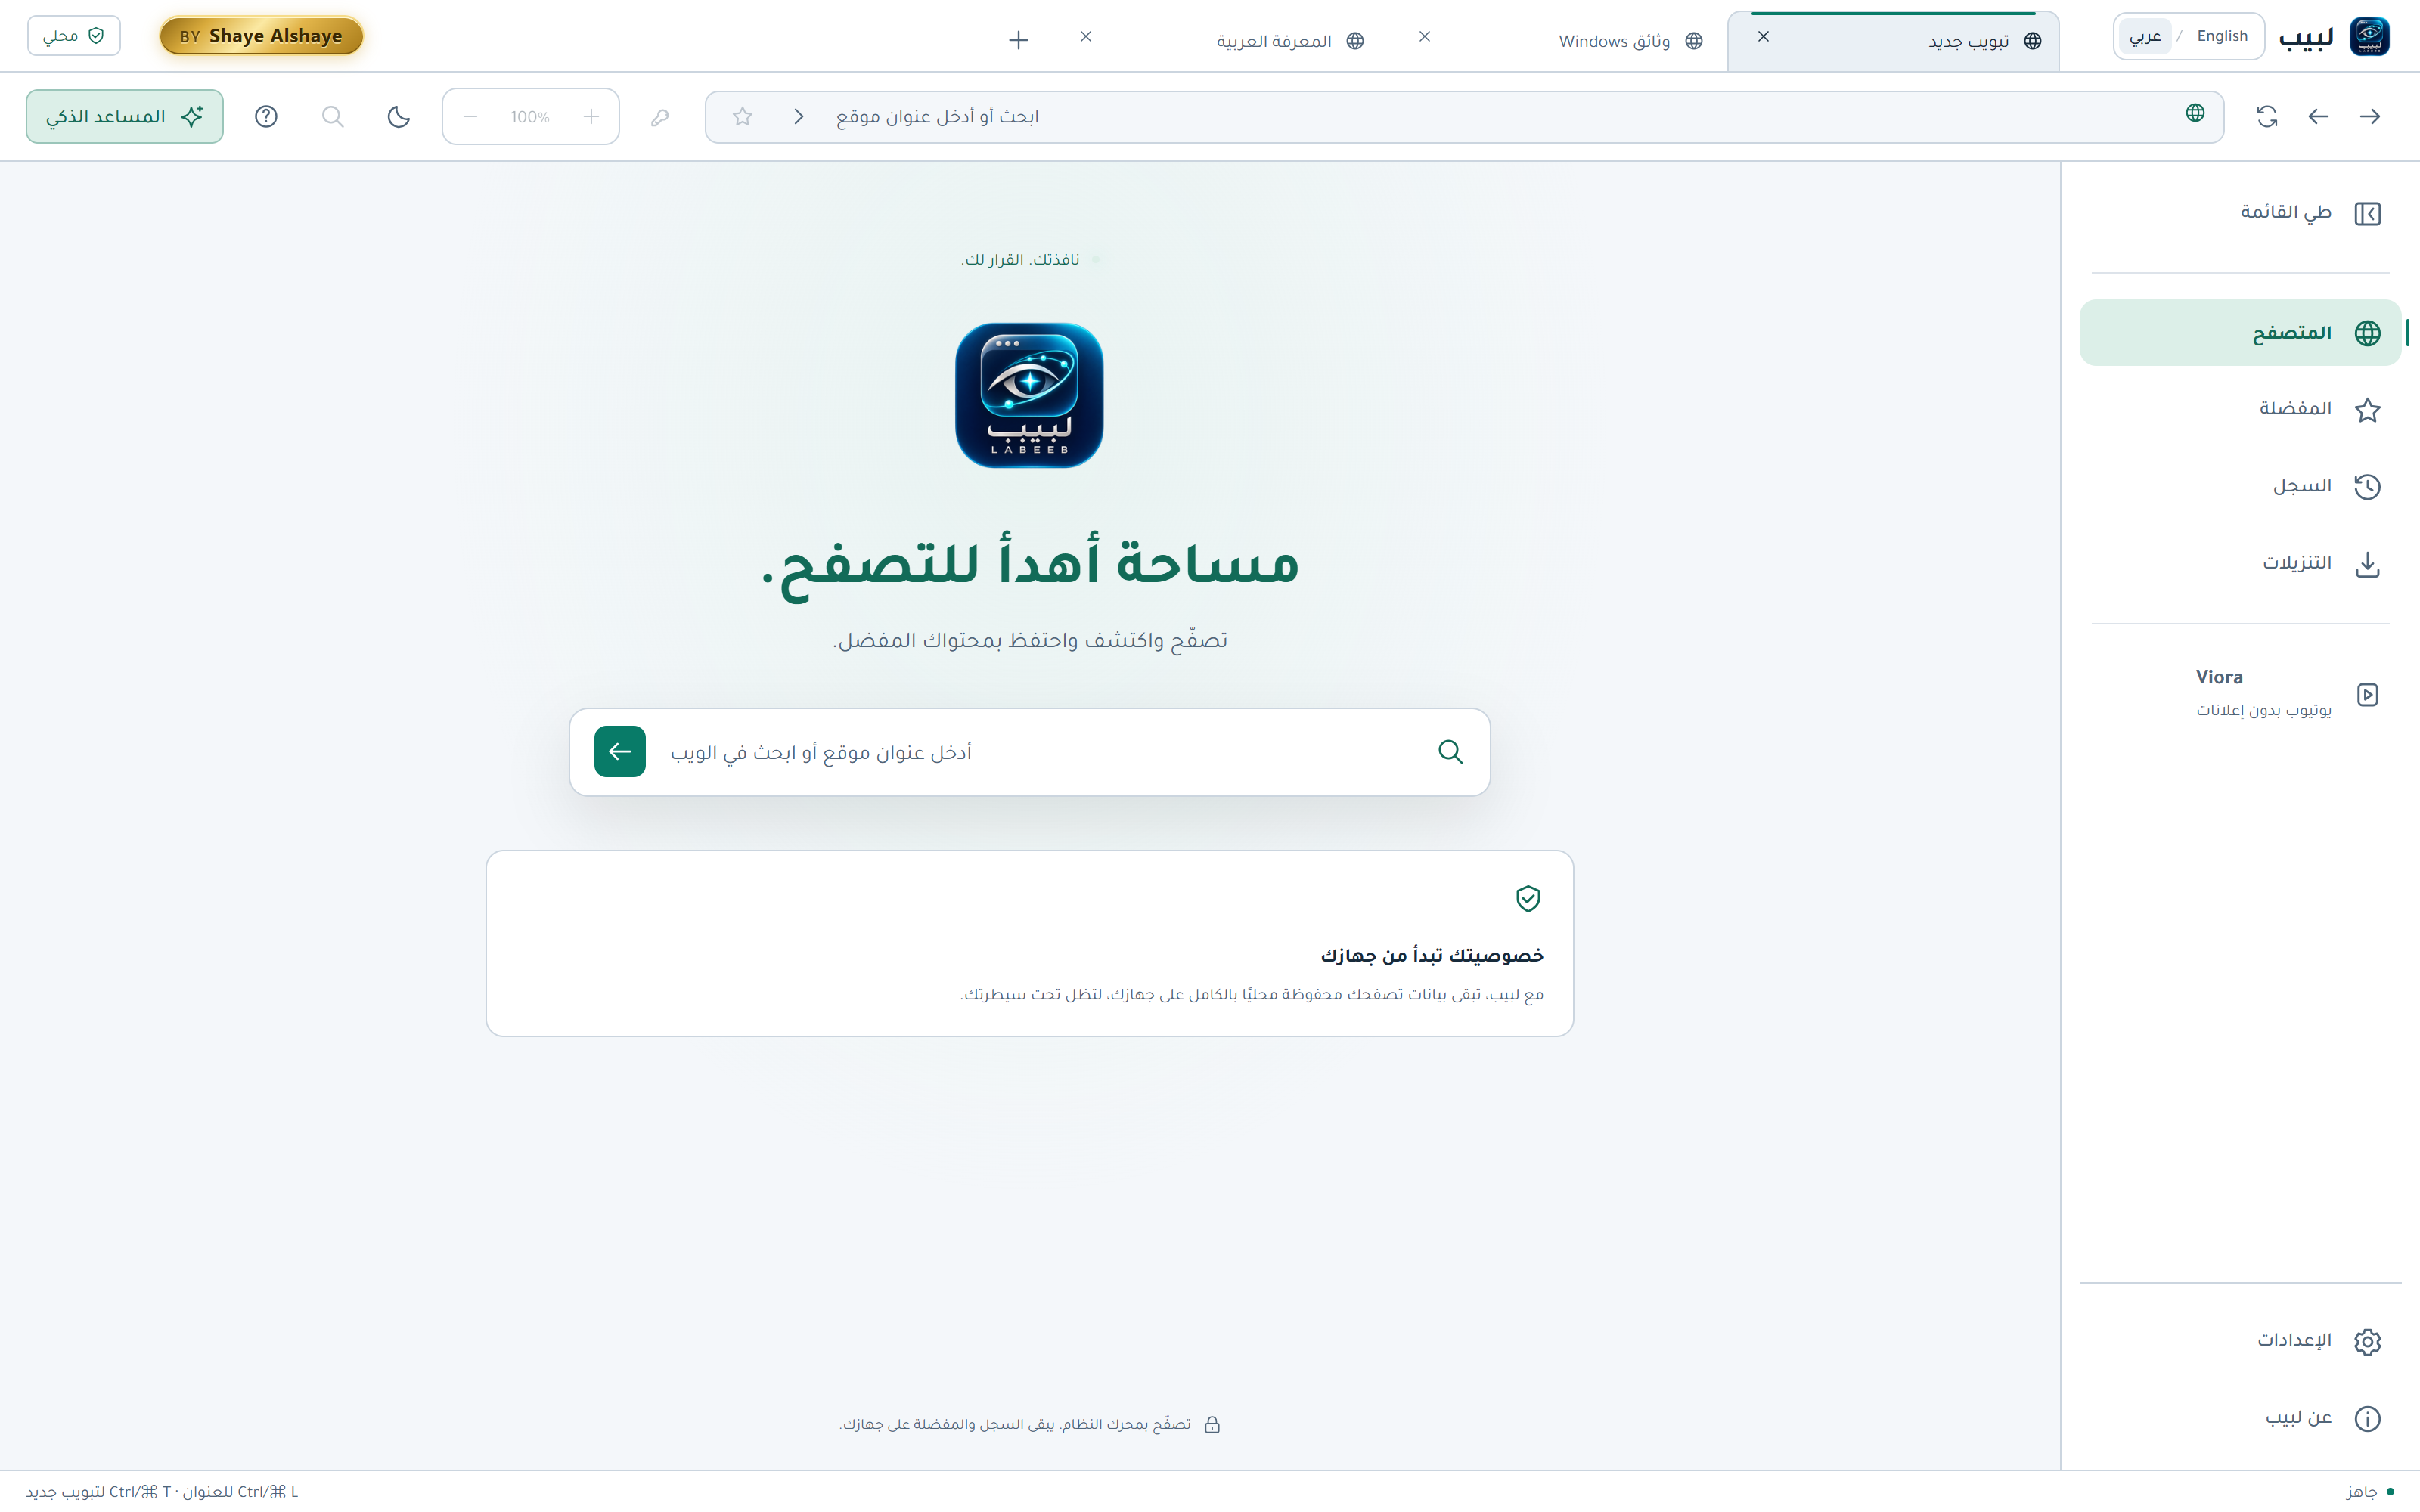 لبيب
English / عربي
تبويب جديد
وثائق Windows
المعرفة العربية
BY Shaye Alshaye
محلي
ابحث أو أدخل عنوان موقع
100%
المساعد الذكي
طي القائمة
المتصفح
المفضلة
السجل
التنزيلات
Viora
يوتيوب بدون إعلانات
الإعدادات
عن لبيب
نافذتك. القرار لك.
لبيب
LABEEB
مساحة أهدأ للتصفح.
تصفّح واكتشف واحتفظ بمحتواك المفضل.
أدخل عنوان موقع أو ابحث في الويب
خصوصيتك تبدأ من جهازك
مع لبيب، تبقى بيانات تصفحك محفوظة محليًا بالكامل على جهازك، لتظل تحت سيطرتك.
تصفّح بمحرك النظام. يبقى السجل والمفضلة على جهازك.
جاهز
Ctrl/⌘ L للعنوان · Ctrl/⌘ T لتبويب جديد